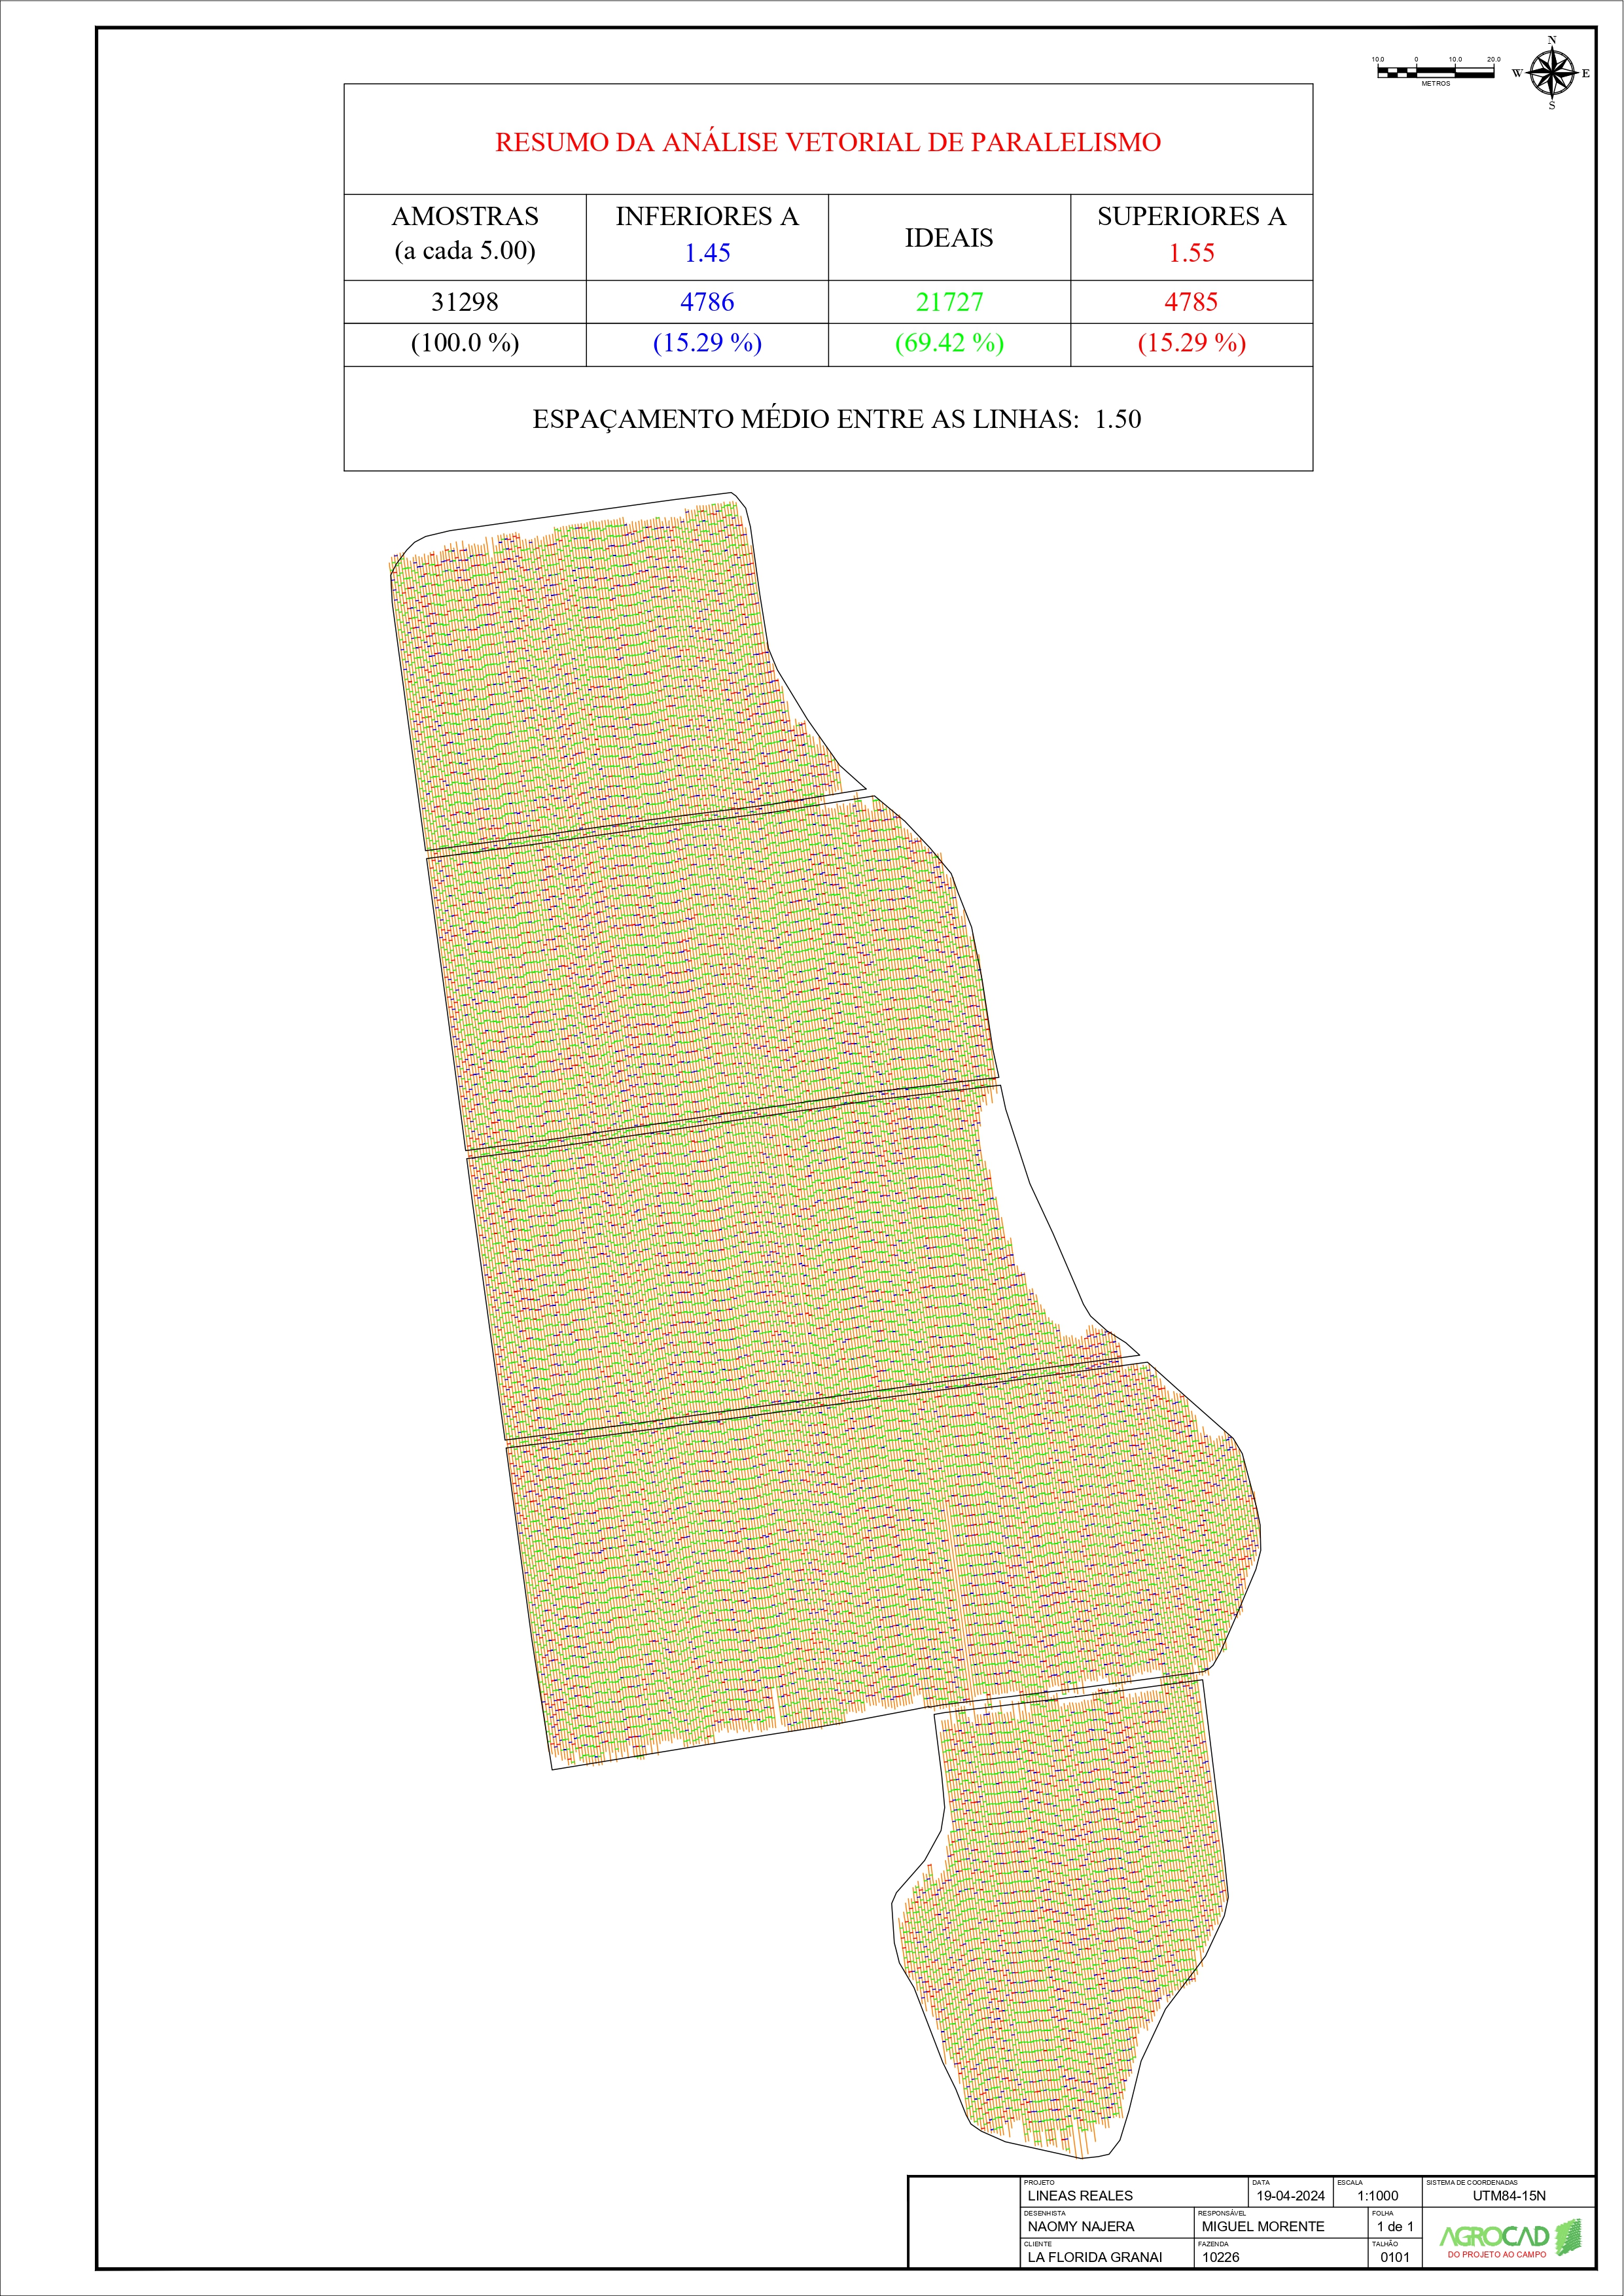 10.0 0 10.0 20.0
METROS
N
W E
S
RESUMO DA ANÁLISE VETORIAL DE PARALELISMO
AMOSTRAS
(a cada 5.00)
INFERIORES A
1.45
IDEAIS
SUPERIORES A
1.55
31298 4786 21727 4785
(100.0 %) (15.29 %) (69.42 %) (15.29 %)
ESPAÇAMENTO MÉDIO ENTRE AS LINHAS: 1.50
PROJETO
LINEAS REALES
DATA
19-04-2024
ESCALA
1:1000
SISTEMA DE COORDENADAS
UTM84-15N
DESENHISTA
NAOMY NAJERA
RESPONSÁVEL
MIGUEL MORENTE
FOLHA
1 de 1
CLIENTE
LA FLORIDA GRANAI
FAZENDA
10226
TALHÃO
0101
AGROCAD
DO PROJETO AO CAMPO